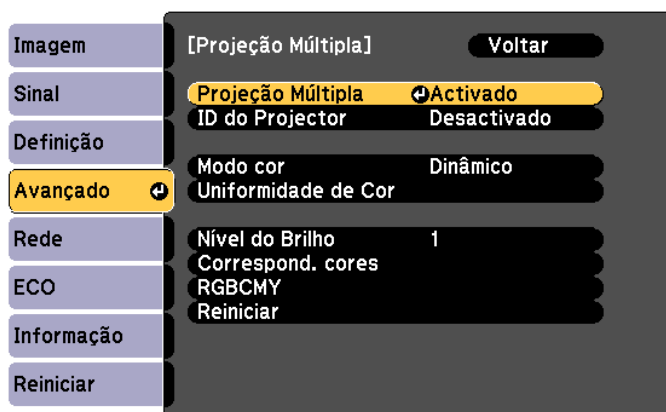 Imagem
Sinal
Definição
Avançado
Rede
ECO
Informação
Reiniciar
[Projeção Múltipla] Voltar
Projeção Múltipla Activado
ID do Projector Desactivado
Modo cor Dinâmico
Uniformidade de Cor
Nível do Brilho 1
Correspond. cores
RGBCMY
Reiniciar